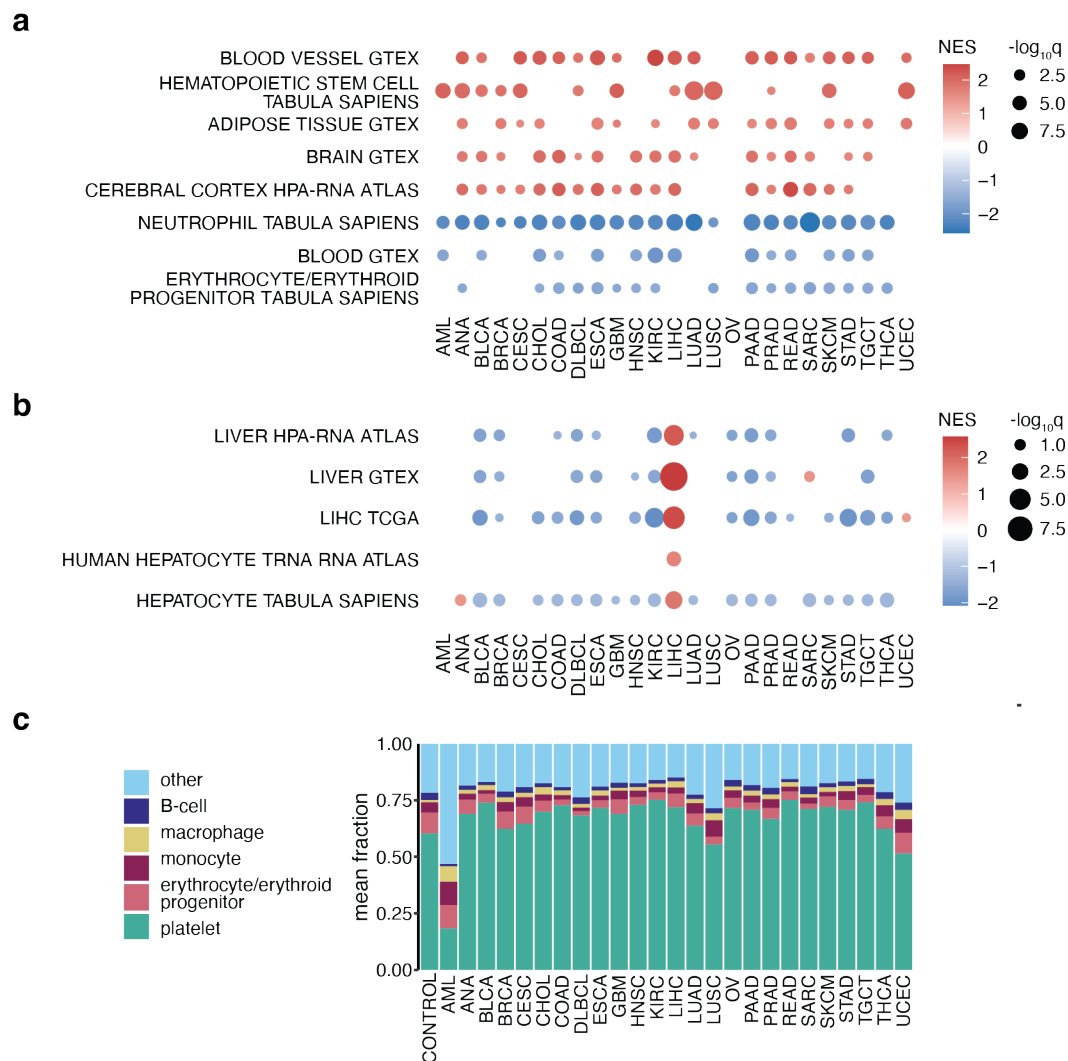 a
BLOOD VESSEL GTEX
HEMATOPOIETIC STEM CELL
TABULA SAPIENS
ADIPOSE TISSUE GTEX
BRAIN GTEX
CEREBRAL CORTEX HPA-RNA ATLAS
NEUTROPHIL TABULA SAPIENS
BLOOD GTEX
ERYTHROCYTE/ERYTHROID
PROGENITOR TABULA SAPIENS
AML ANA BLCA BRCA CESC CHOL COAD DLBCL ESCA GBM HNSC KIRC LIHC LUAD LUSC OV PAAD PRAD READ SARC SKCM STAD TGCT THCA UCEC
NES
2
1
0
−1
−2
-log10q
2.5
5.0
7.5
b
LIVER HPA-RNA ATLAS
LIVER GTEX
LIHC TCGA
HUMAN HEPATOCYTE TRNA RNA ATLAS
HEPATOCYTE TABULA SAPIENS
AML ANA BLCA BRCA CESC CHOL COAD DLBCL ESCA GBM HNSC KIRC LIHC LUAD LUSC OV PAAD PRAD READ SARC SKCM STAD TGCT THCA UCEC
NES
2
1
0
−1
−2
-log10q
1.0
2.5
5.0
7.5
c
other
B-cell
macrophage
monocyte
erythrocyte/erythroid
progenitor
platelet
mean fraction
1.00
0.75
0.50
0.25
0.00
CONTROL AML ANA BLCA BRCA CESC CHOL COAD DLBCL ESCA GBM HNSC KIRC LIHC LUAD LUSC OV PAAD PRAD READ SARC SKCM STAD TGCT THCA UCEC